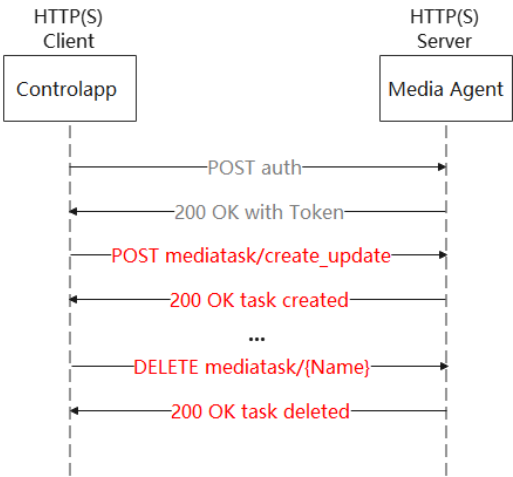 HTTP(S)
Client
HTTP(S)
Server
Controlapp
Media Agent
POST auth
200 OK with Token
POST mediatask/create_update
200 OK task created
...
DELETE mediatask/{Name}
200 OK task deleted